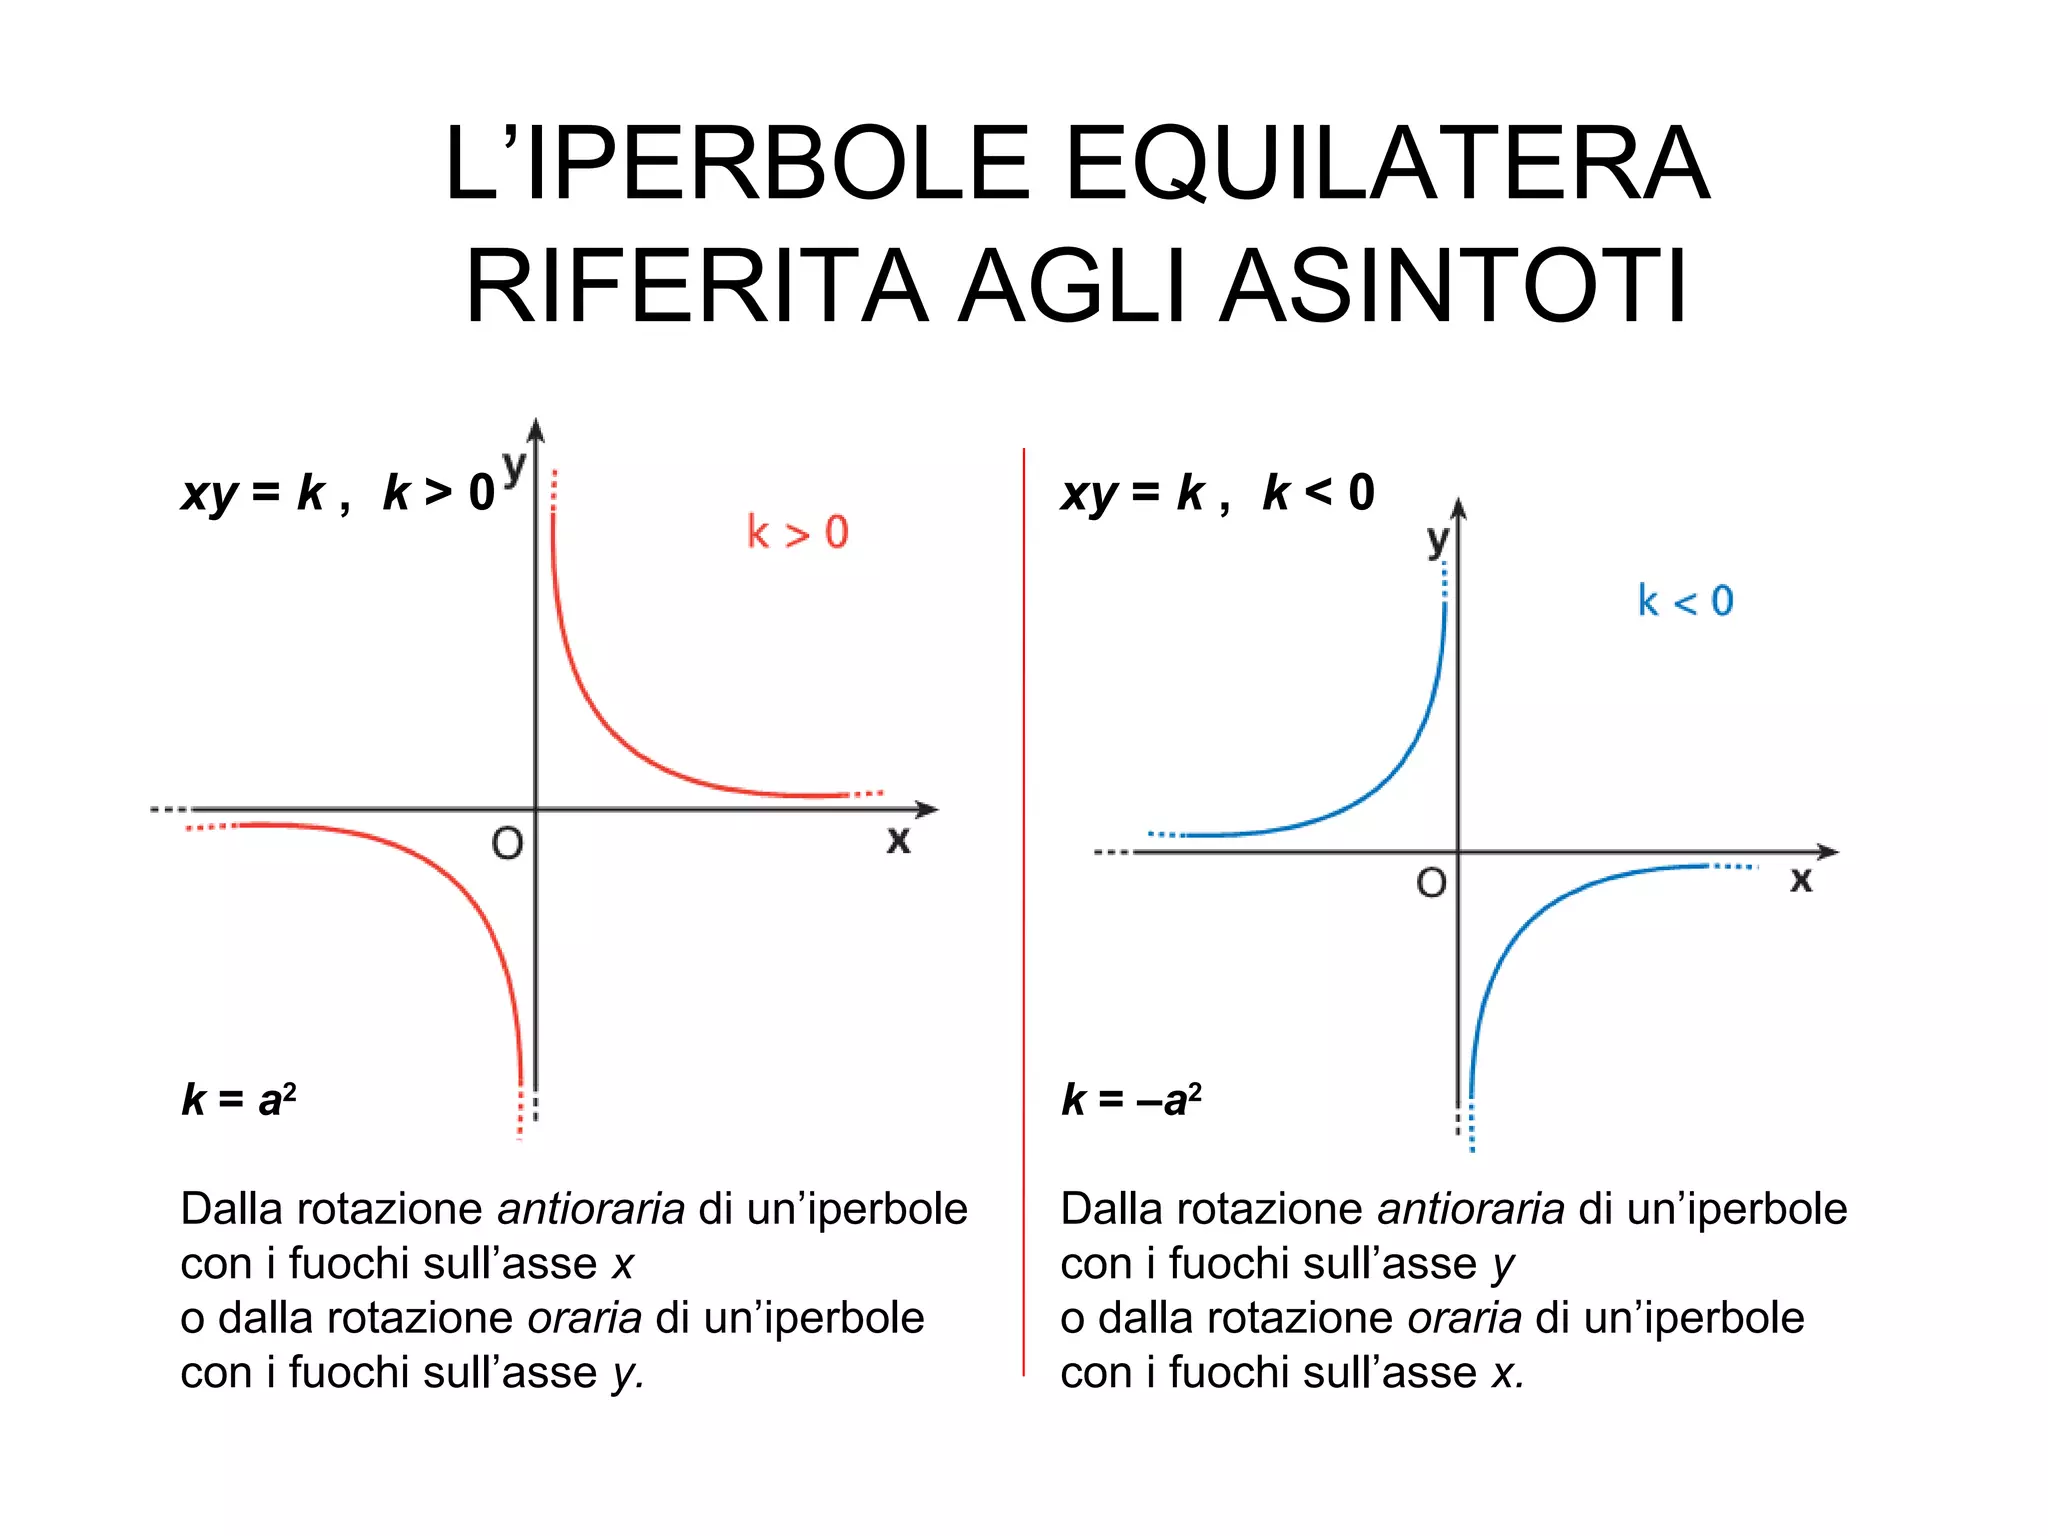 L’IPERBOLE EQUILATERA
RIFERITA AGLI ASINTOTI
xy = k , k > 0
y
k > 0
O
x
k = a²
Dalla rotazione antioraria di un’iperbole
con i fuochi sull’asse x
o dalla rotazione oraria di un’iperbole
con i fuochi sull’asse y.
xy = k , k < 0
y
k < 0
O
x
k = –a²
Dalla rotazione antioraria di un’iperbole
con i fuochi sull’asse y
o dalla rotazione oraria di un’iperbole
con i fuochi sull’asse x.